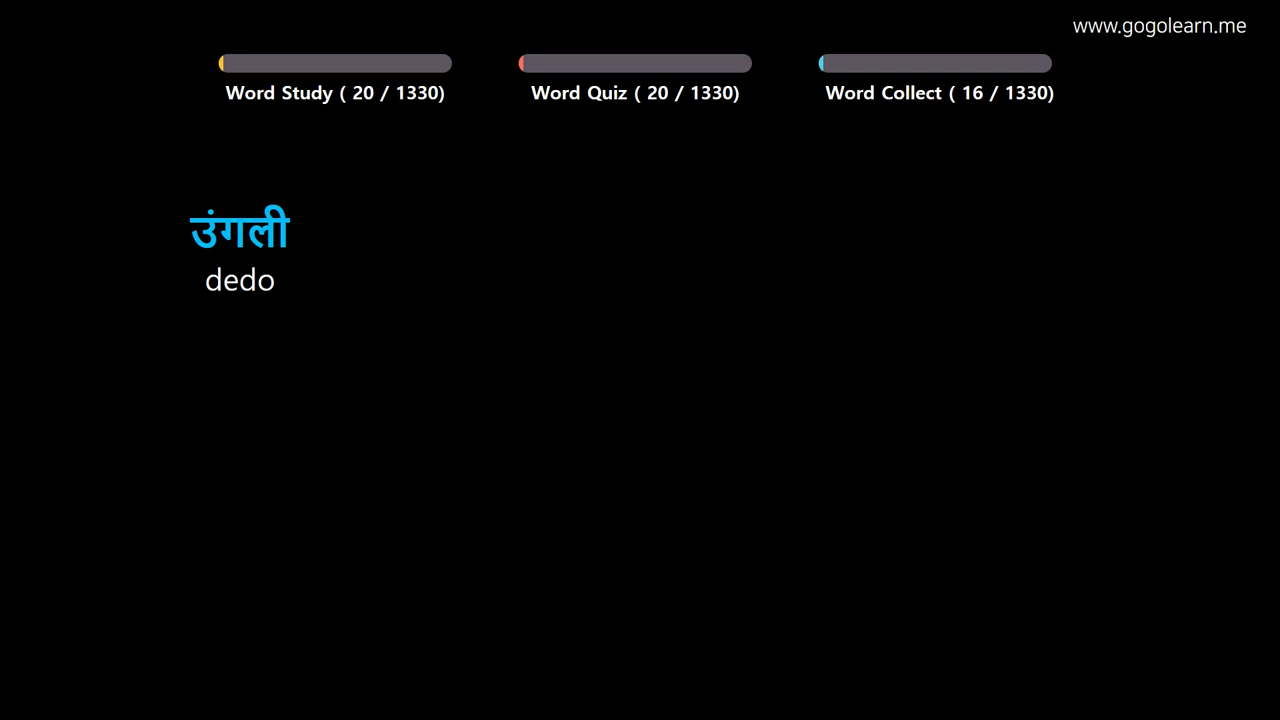 www.gogolearn.me
Word Study ( 20 / 1330)
Word Quiz ( 20 / 1330)
Word Collect ( 16 / 1330)
उंगली
dedo